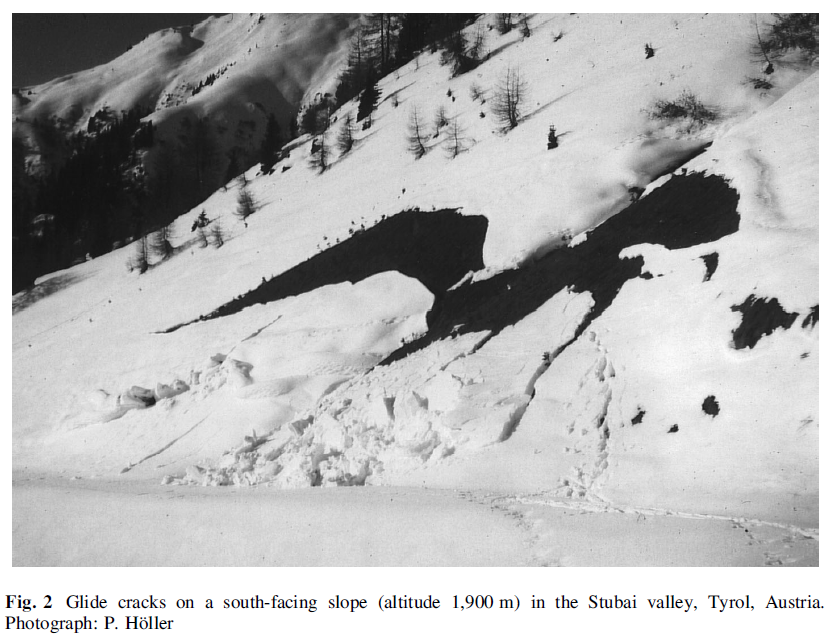 Fig. 2 Glide cracks on a south-facing slope (altitude 1,900 m) in the Stubai valley, Tyrol, Austria.
Photograph: P. Höller